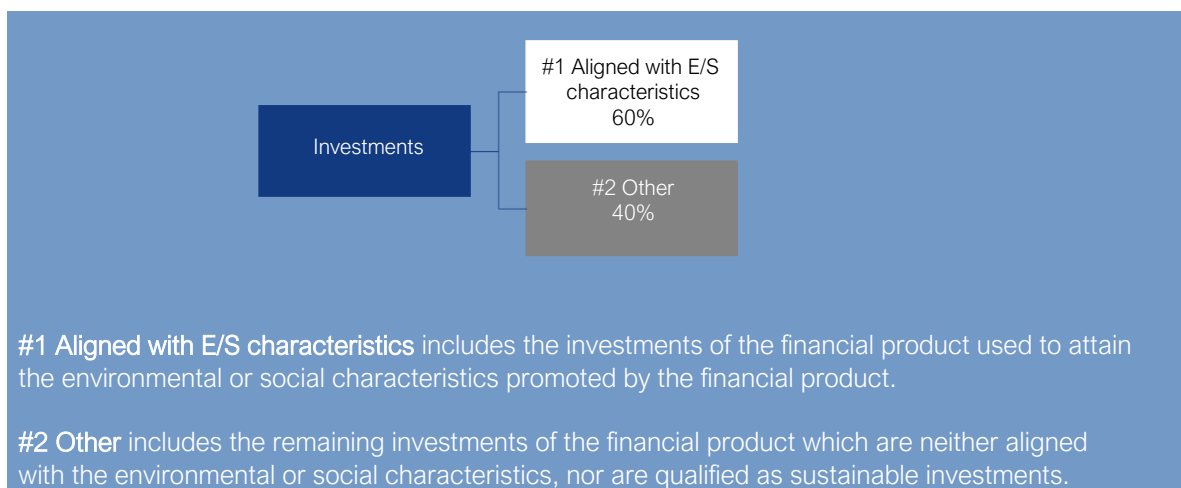 #1 Aligned with E/S
characteristics
60%
Investments
#2 Other
40%
#1 Aligned with E/S characteristics includes the investments of the financial product used to attain
the environmental or social characteristics promoted by the financial product.
#2 Other includes the remaining investments of the financial product which are neither aligned
with the environmental or social characteristics, nor are qualified as sustainable investments.